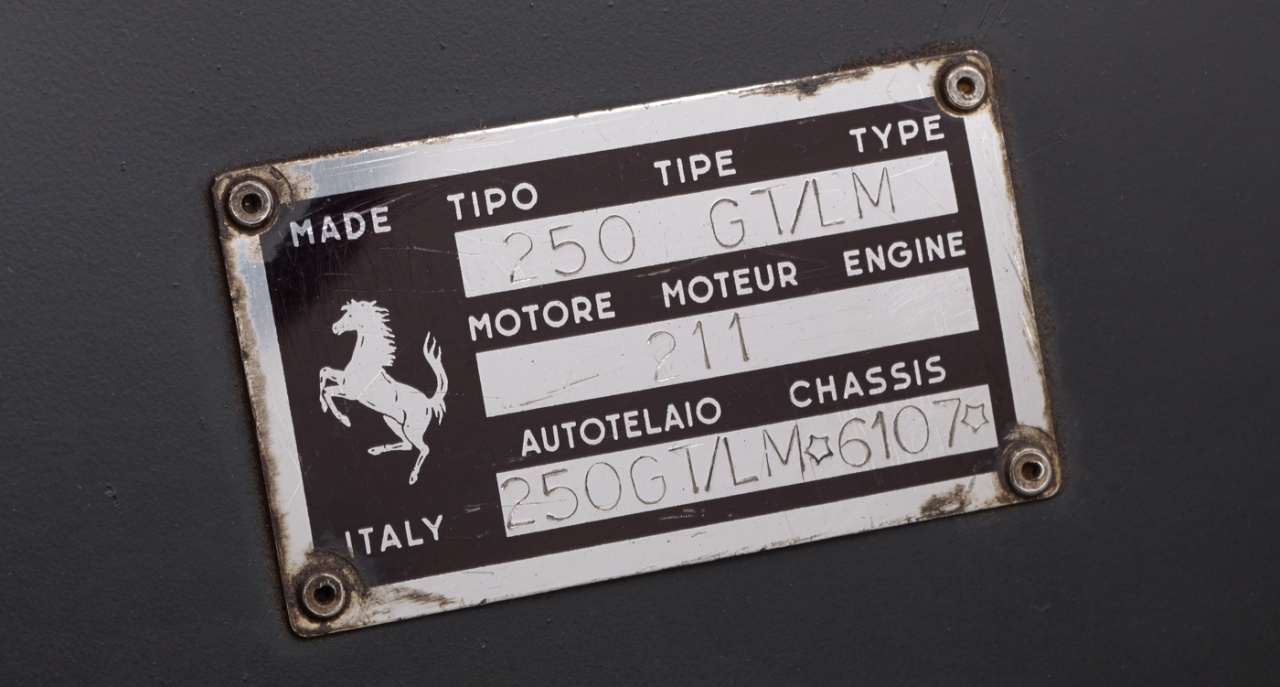 MADE TIPO TIPE TYPE
250 GT/LM
MOTORE MOTEUR ENGINE
211
AUTOTELAIO CHASSIS
250GT/LM☆6107☆
ITALY